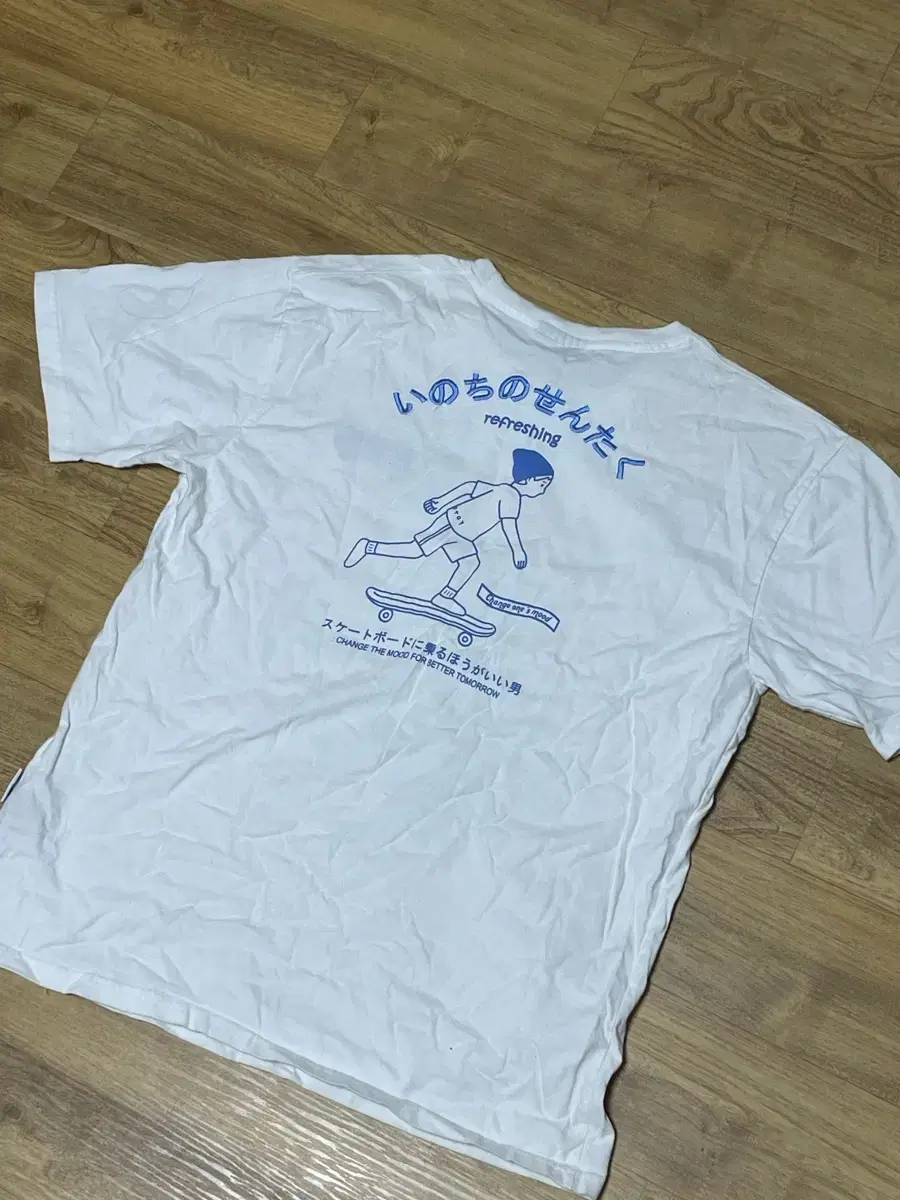 いのちのせんたく
refreshing
change one's mood
スケートボードに乗るほうがいい男
CHANGE THE MOOD FOR BETTER TOMORROW